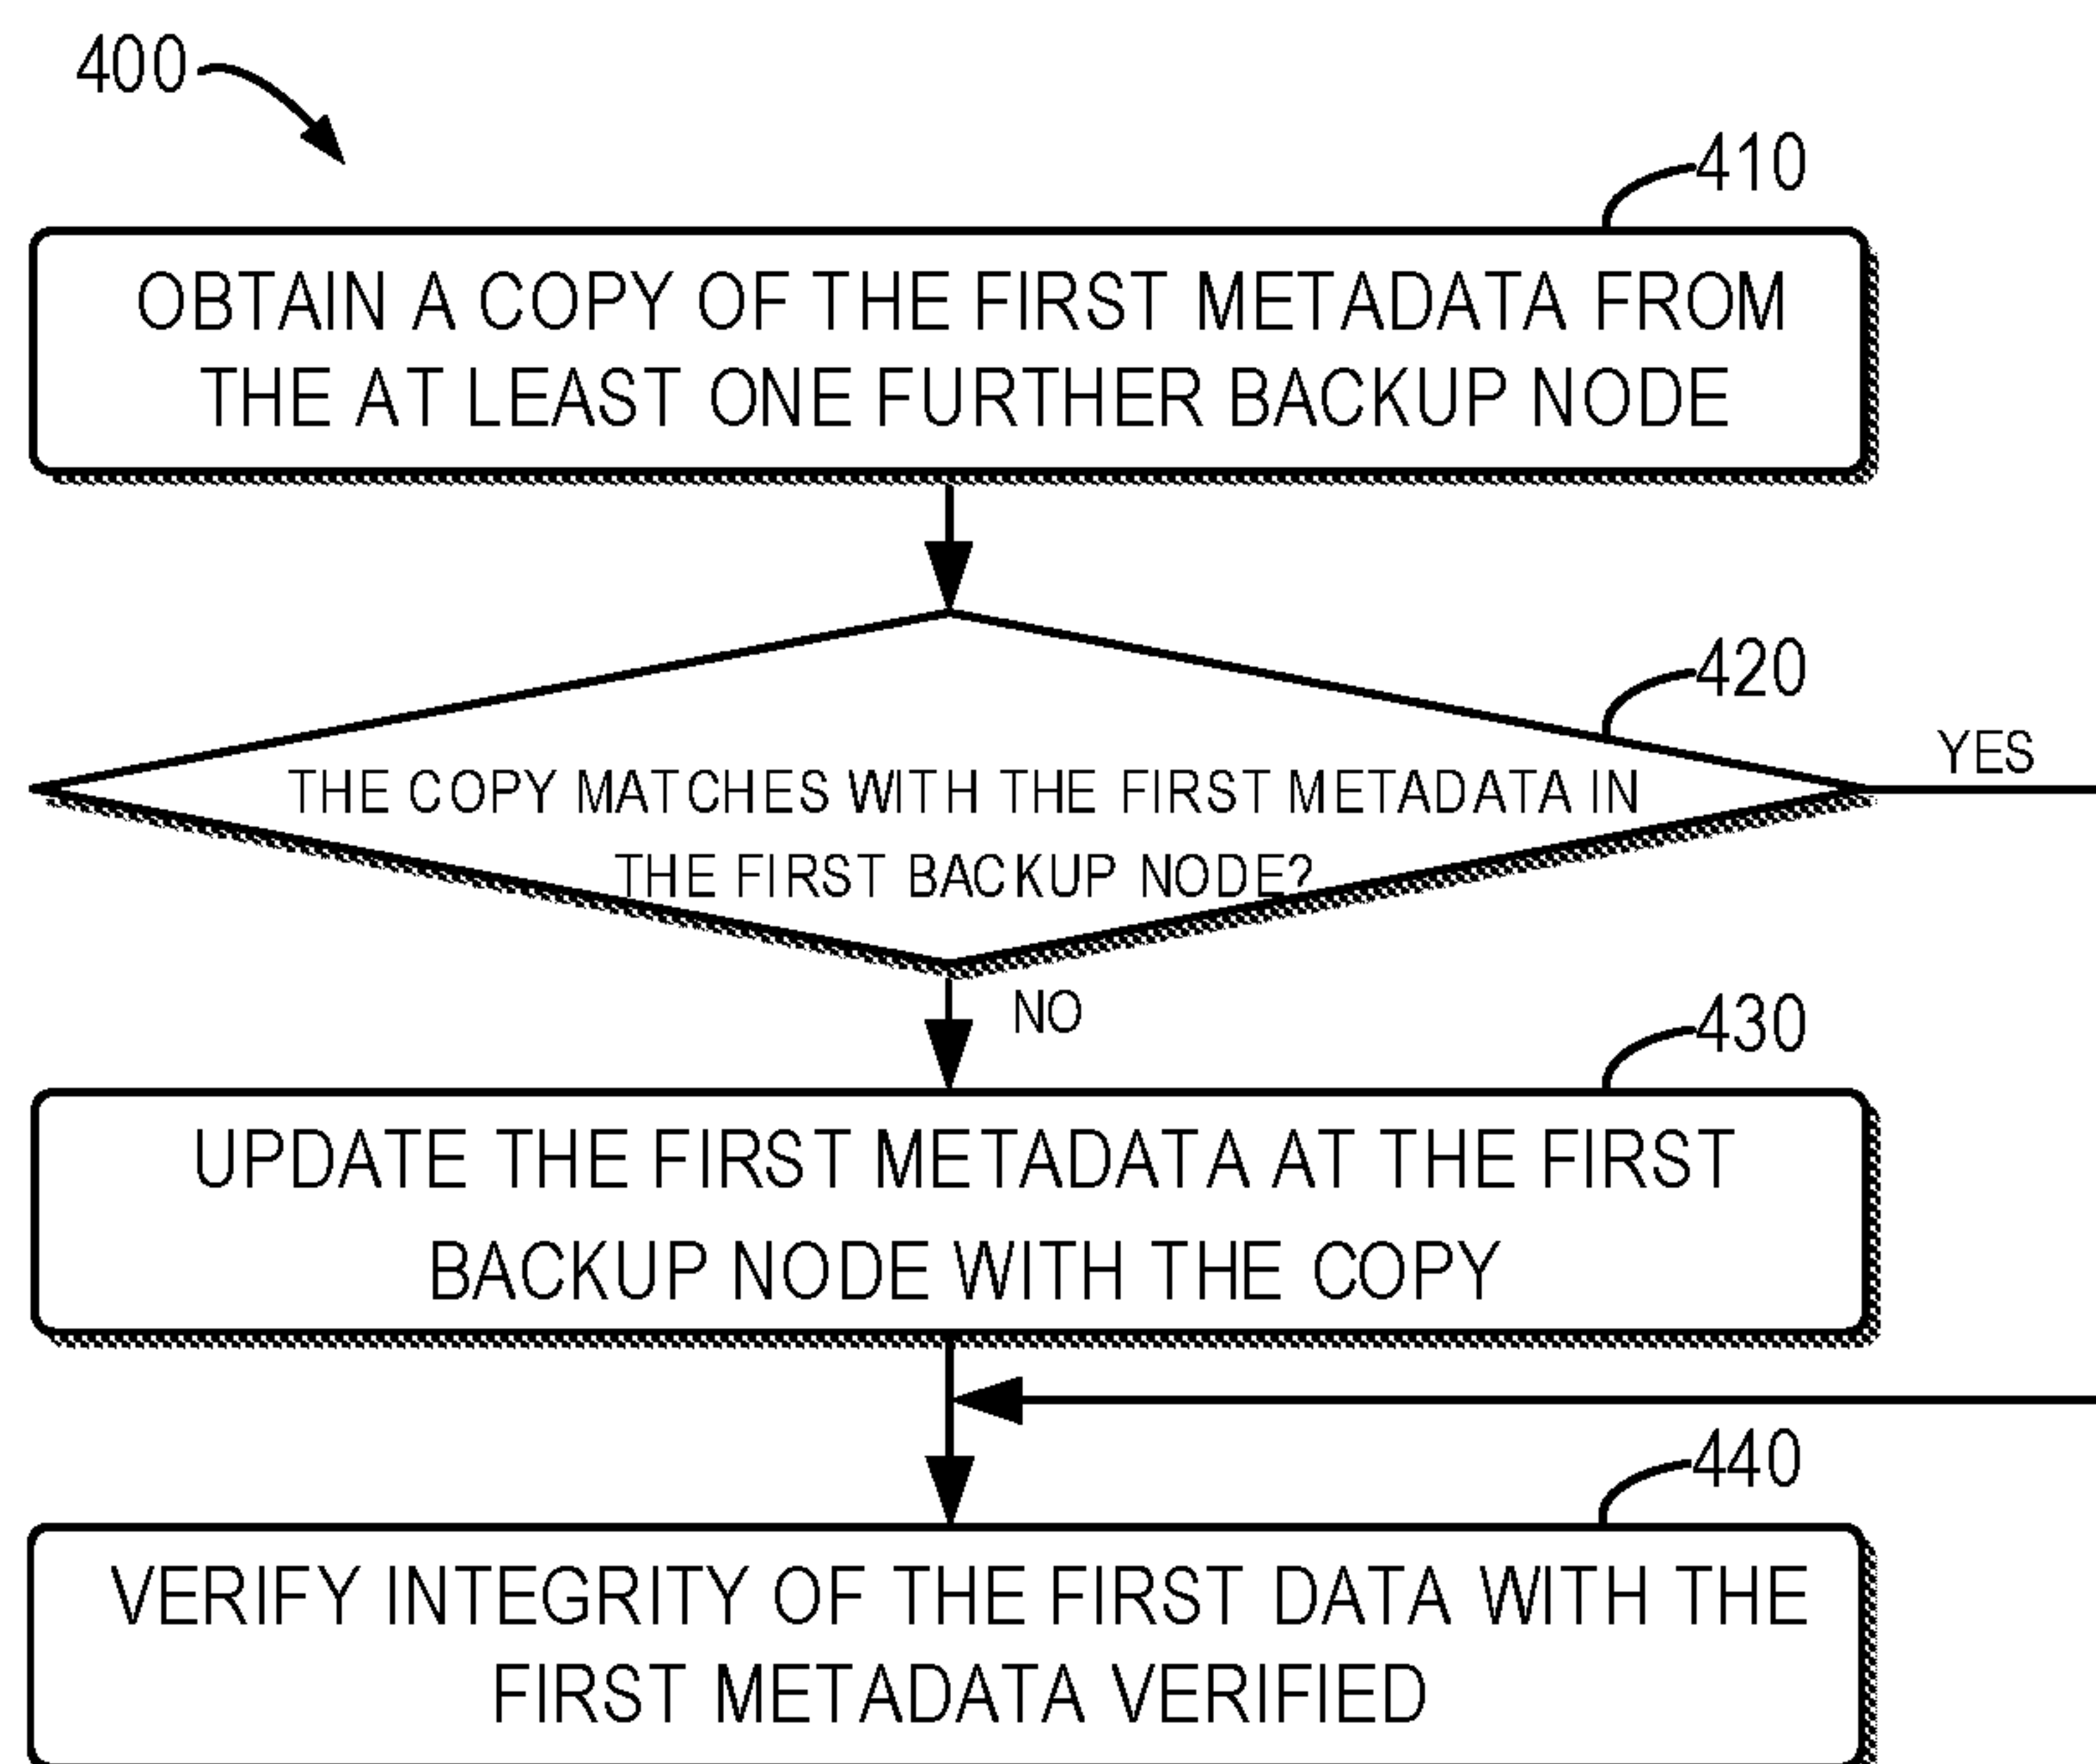 400
410
OBTAIN A COPY OF THE FIRST METADATA FROM
THE AT LEAST ONE FURTHER BACKUP NODE
420
YES
THE COPY MATCHES WITH THE FIRST METADATA IN
THE FIRST BACKUP NODE?
NO
430
UPDATE THE FIRST METADATA AT THE FIRST
BACKUP NODE WITH THE COPY
440
VERIFY INTEGRITY OF THE FIRST DATA WITH THE
FIRST METADATA VERIFIED